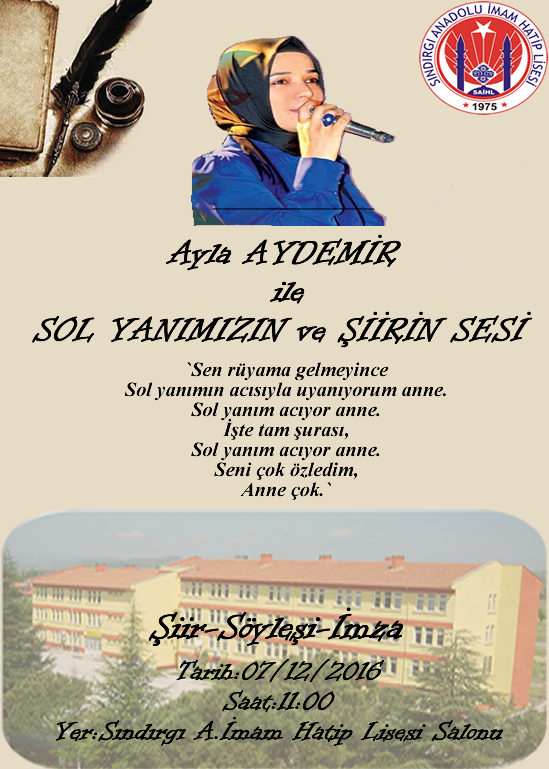 SINDIRGI ANADOLU İMAM HATİP LİSESİ
SAİHL
1975
Ayla AYDEMİR
ile
SOL YANIMIZIN ve ŞİİRİN SESİ
`Sen rüyama gelmeyince
Sol yanımın acısıyla uyanıyorum anne.
Sol yanım acıyor anne.
İşte tam şurası,
Sol yanım acıyor anne.
Seni çok özledim,
Anne çok.`
Şiir-Söyleşi-İmza
Tarih:07/12/2016
Saat:11:00
Yer:Sındırgı A.İmam Hatip Lisesi Salonu